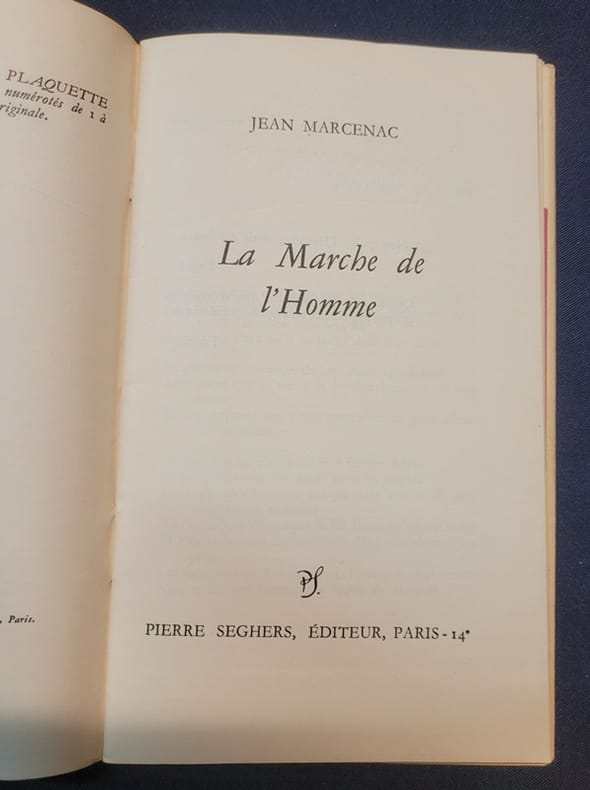 PLAQUETTE
numérotés de 1 à
riginale.
, Paris.
JEAN MARCENAC
La Marche de
l'Homme
PS.
PIERRE SEGHERS, ÉDITEUR, PARIS - 14e